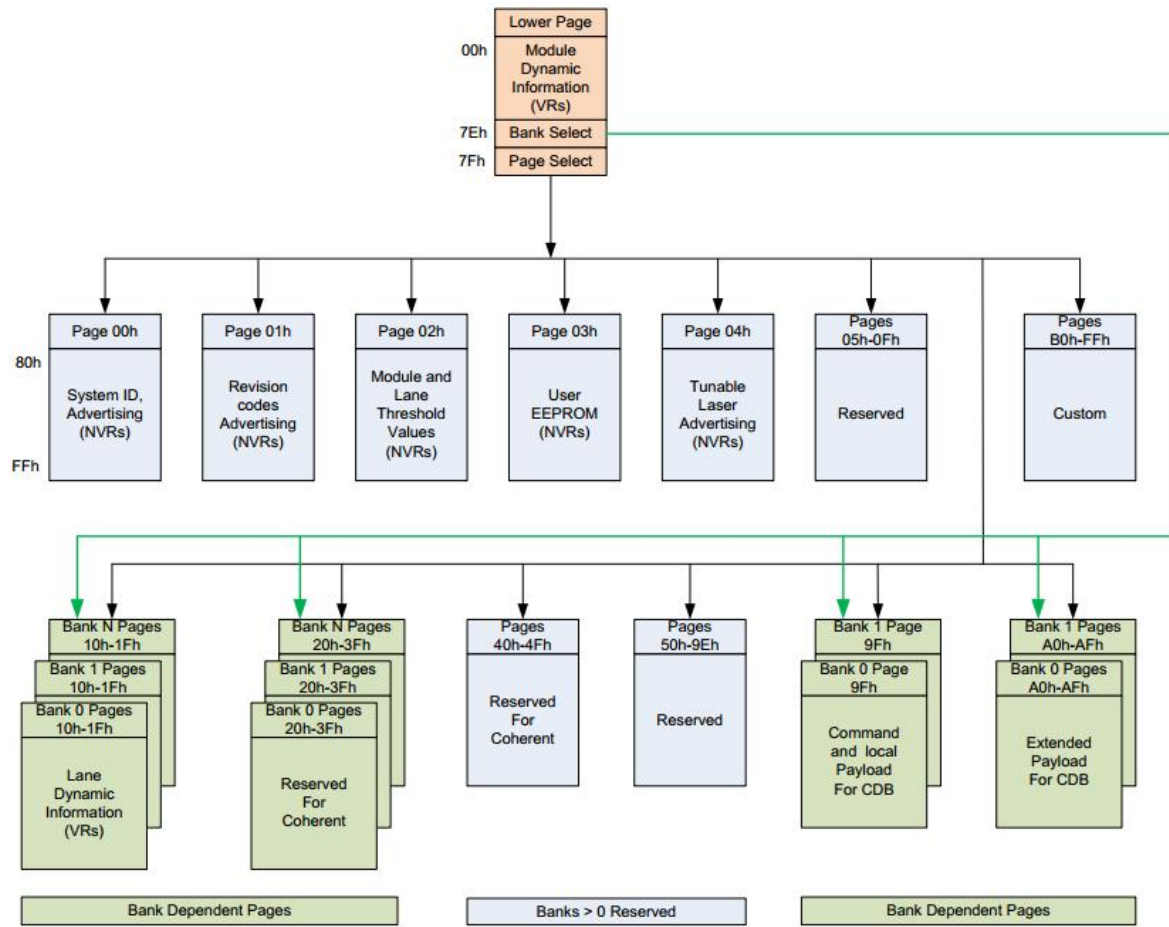 Lower Page
00h
Module
Dynamic
Information
(VRs)
7Eh
Bank Select
7Fh
Page Select
Page 00h
Page 01h
Page 02h
Page 03h
Page 04h
Pages
05h-0Fh
Pages
B0h-FFh
80h
System ID,
Advertising
(NVRs)
FFh
Revision
codes
Advertising
(NVRs)
Module and
Lane
Threshold
Values
(NVRs)
User
EEPROM
(NVRs)
Tunable
Laser
Advertising
(NVRs)
Reserved
Custom
Bank N Pages
10h-1Fh
Bank 1 Pages
10h-1Fh
Bank 0 Pages
10h-1Fh
Lane
Dynamic
Information
(VRs)
Bank N Pages
20h-3Fh
Bank 1 Pages
20h-3Fh
Bank 0 Pages
20h-3Fh
Reserved
For
Coherent
Pages
40h-4Fh
Reserved
For
Coherent
Pages
50h-9Eh
Reserved
Bank 1 Page
9Fh
Bank 0 Page
9Fh
Command
and local
Payload
For CDB
Bank 1 Pages
A0h-AFh
Bank 0 Pages
A0h-AFh
Extended
Payload
For CDB
Bank Dependent Pages
Banks > 0 Reserved
Bank Dependent Pages